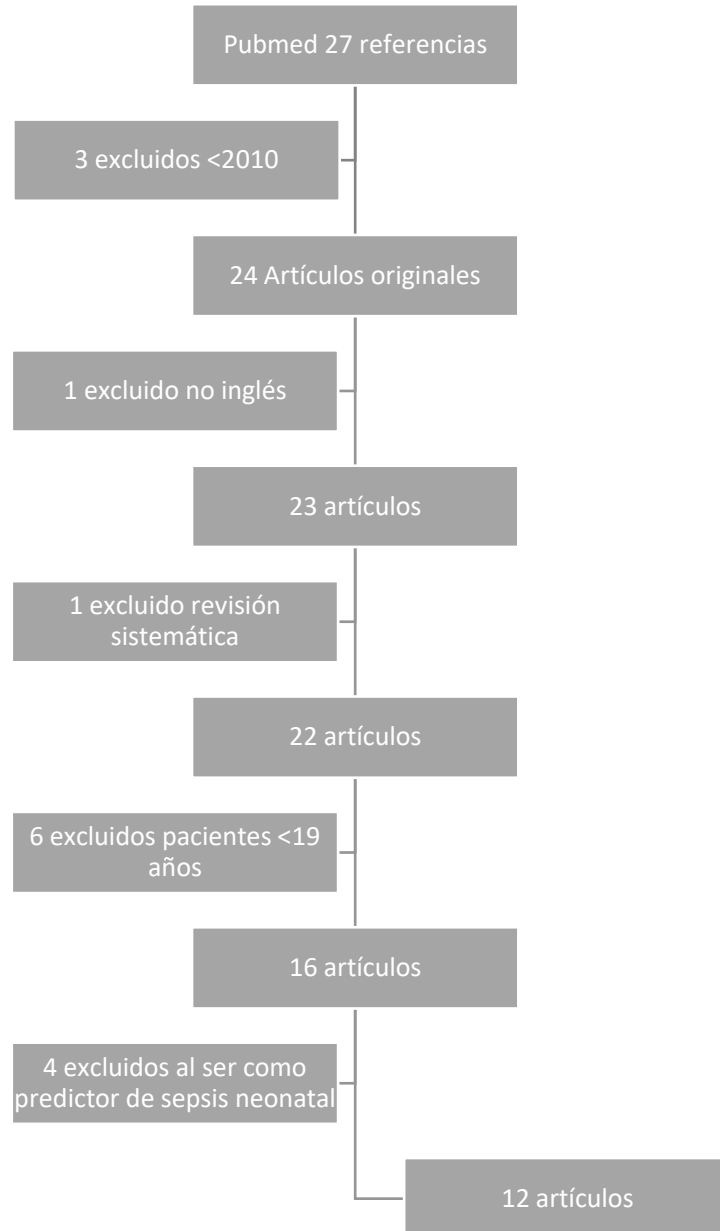 Pubmed 27 referencias
3 excluidos <2010
24 Artículos originales
1 excluido no inglés
23 artículos
1 excluido revisión
sistemática
22 artículos
6 excluidos pacientes <19
años
16 artículos
4 excluidos al ser como
predictor de sepsis neonatal
12 artículos